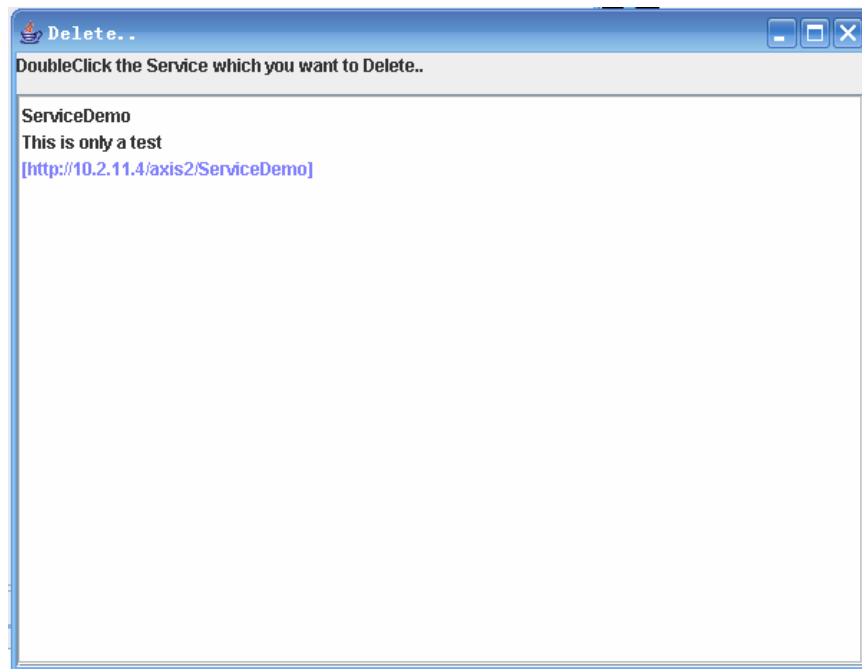 Delete..
DoubleClick the Service which you want to Delete..
ServiceDemo
This is only a test
[http://10.2.11.4/axis2/ServiceDemo]